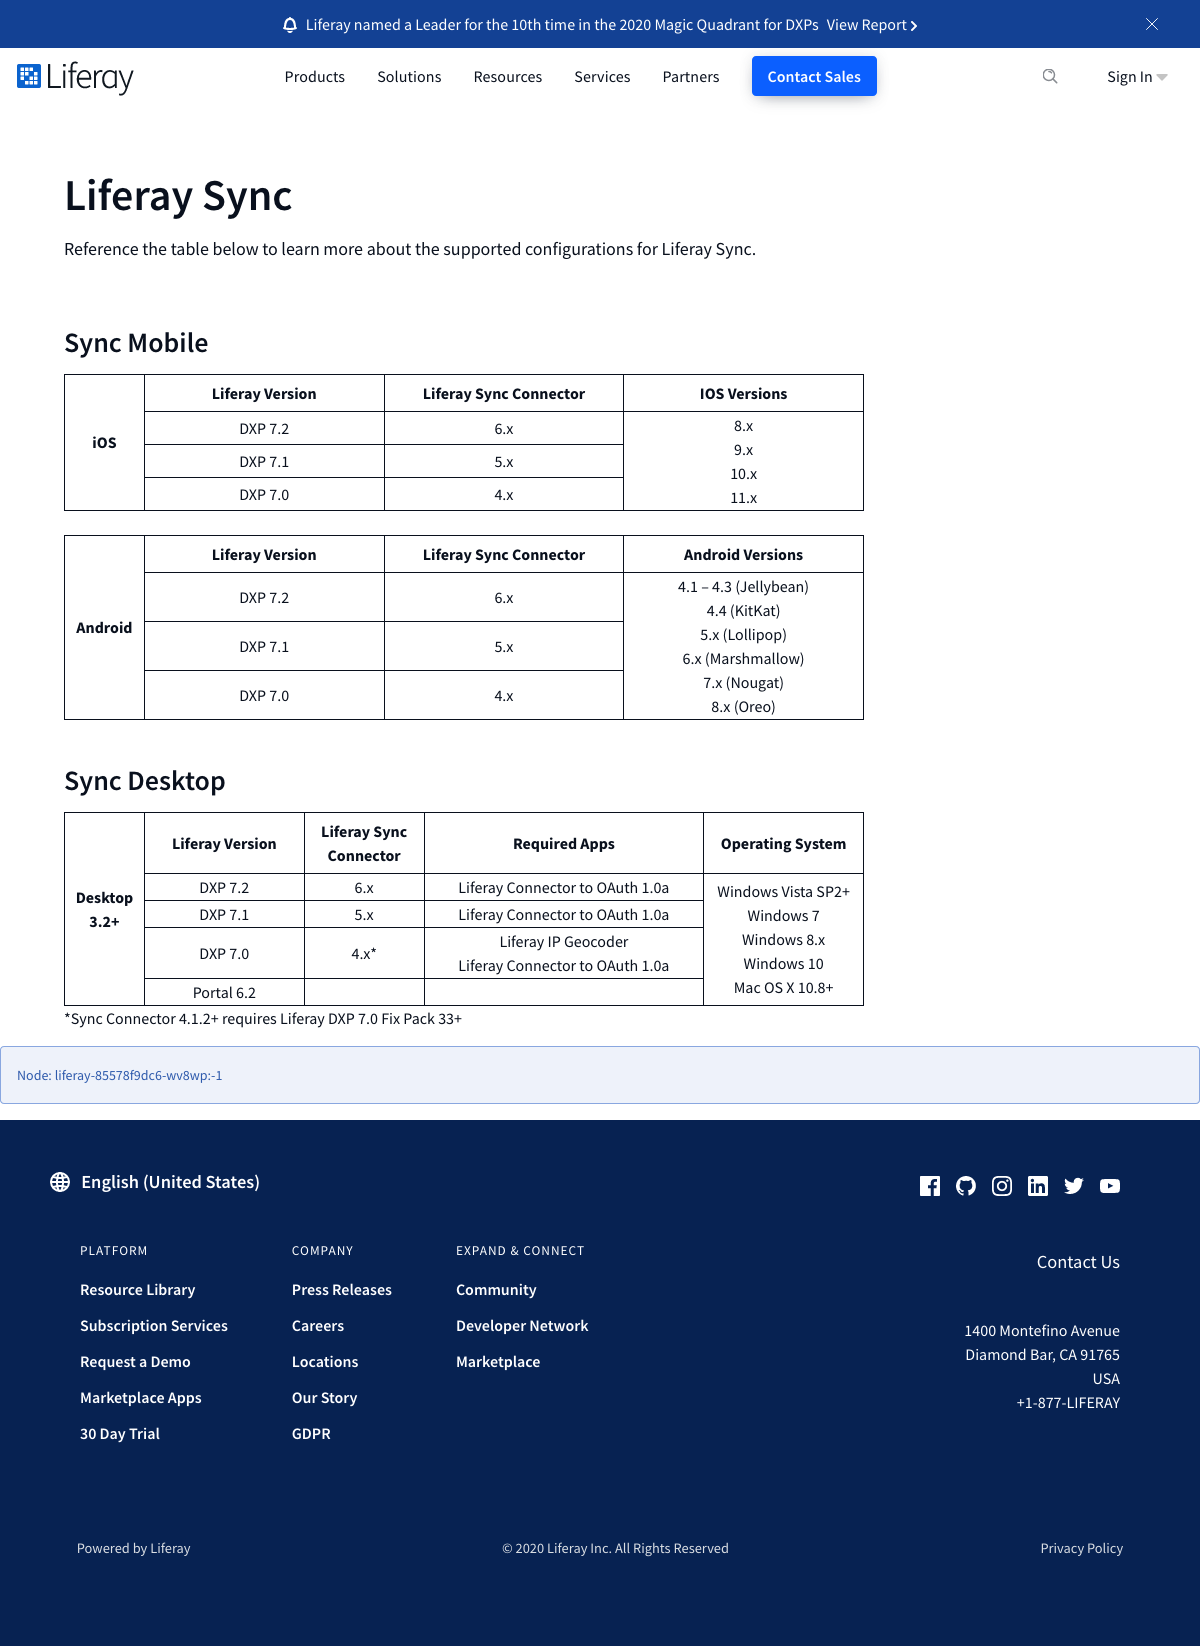 Liferay named a Leader for the 10th time in the 2020 Magic Quadrant for DXPs View Report
Liferay
Products Solutions Resources Services Partners Contact Sales Sign In
Liferay Sync
Reference the table below to learn more about the supported configurations for Liferay Sync.
Sync Mobile
iOS
Liferay Version Liferay Sync Connector IOS Versions
DXP 7.2 6.x
DXP 7.1 5.x
DXP 7.0 4.x
8.x
9.x
10.x
11.x
Android
Liferay Version Liferay Sync Connector Android Versions
DXP 7.2 6.x
DXP 7.1 5.x
DXP 7.0 4.x
4.1 – 4.3 (Jellybean)
4.4 (KitKat)
5.x (Lollipop)
6.x (Marshmallow)
7.x (Nougat)
8.x (Oreo)
Sync Desktop
Desktop
3.2+
Liferay Version
Liferay Sync
Connector
Required Apps
Operating System
DXP 7.2 6.x Liferay Connector to OAuth 1.0a
DXP 7.1 5.x Liferay Connector to OAuth 1.0a
DXP 7.0 4.x*
Liferay IP Geocoder
Liferay Connector to OAuth 1.0a
Portal 6.2
Windows Vista SP2+
Windows 7
Windows 8.x
Windows 10
Mac OS X 10.8+
*Sync Connector 4.1.2+ requires Liferay DXP 7.0 Fix Pack 33+
Node: liferay-85578f9dc6-wv8wp:-1
English (United States)
PLATFORM
Resource Library
Subscription Services
Request a Demo
Marketplace Apps
30 Day Trial
COMPANY
Press Releases
Careers
Locations
Our Story
GDPR
EXPAND & CONNECT
Community
Developer Network
Marketplace
Contact Us
1400 Montefino Avenue
Diamond Bar, CA 91765
USA
+1-877-LIFERAY
Powered by Liferay © 2020 Liferay Inc. All Rights Reserved Privacy Policy